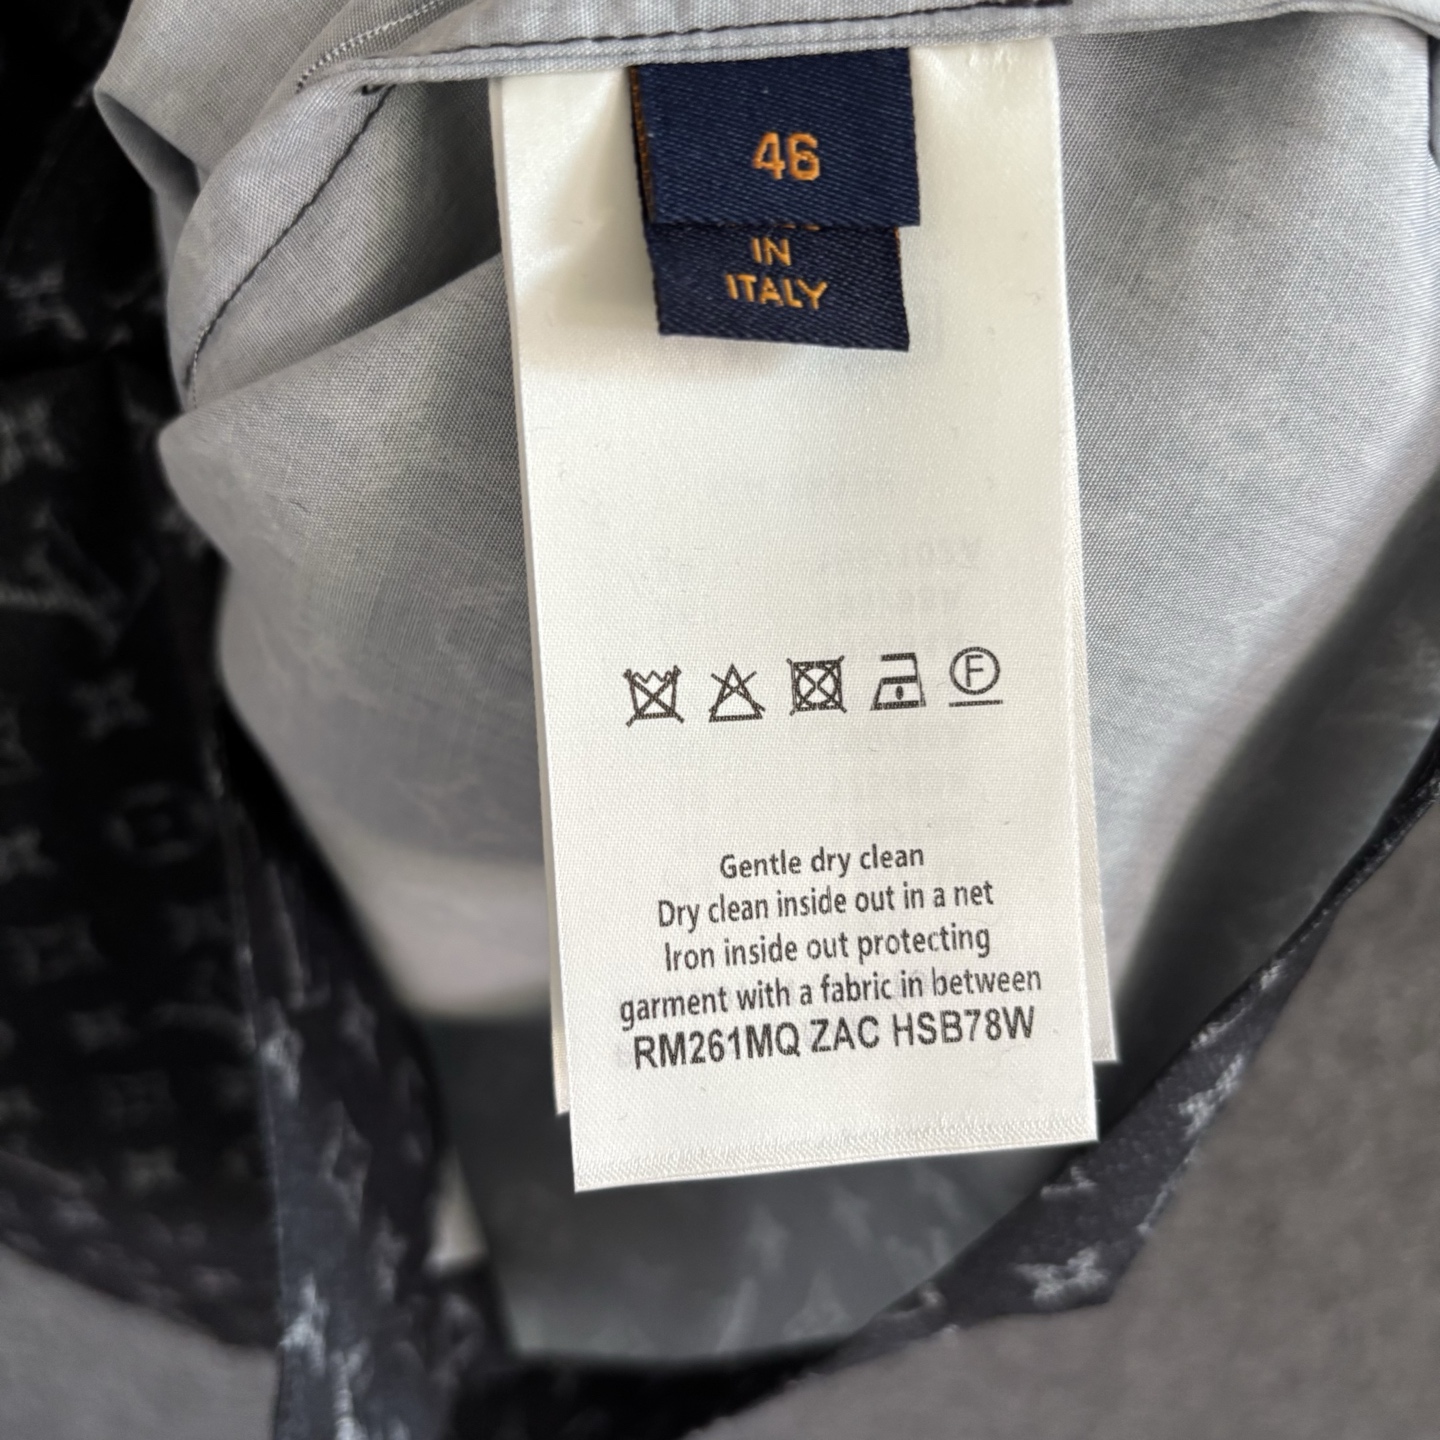 46
IN
ITALY
F
Gentle dry clean
Dry clean inside out in a net
Iron inside out protecting
garment with a fabric in between
RM261MQ ZAC HSB78W